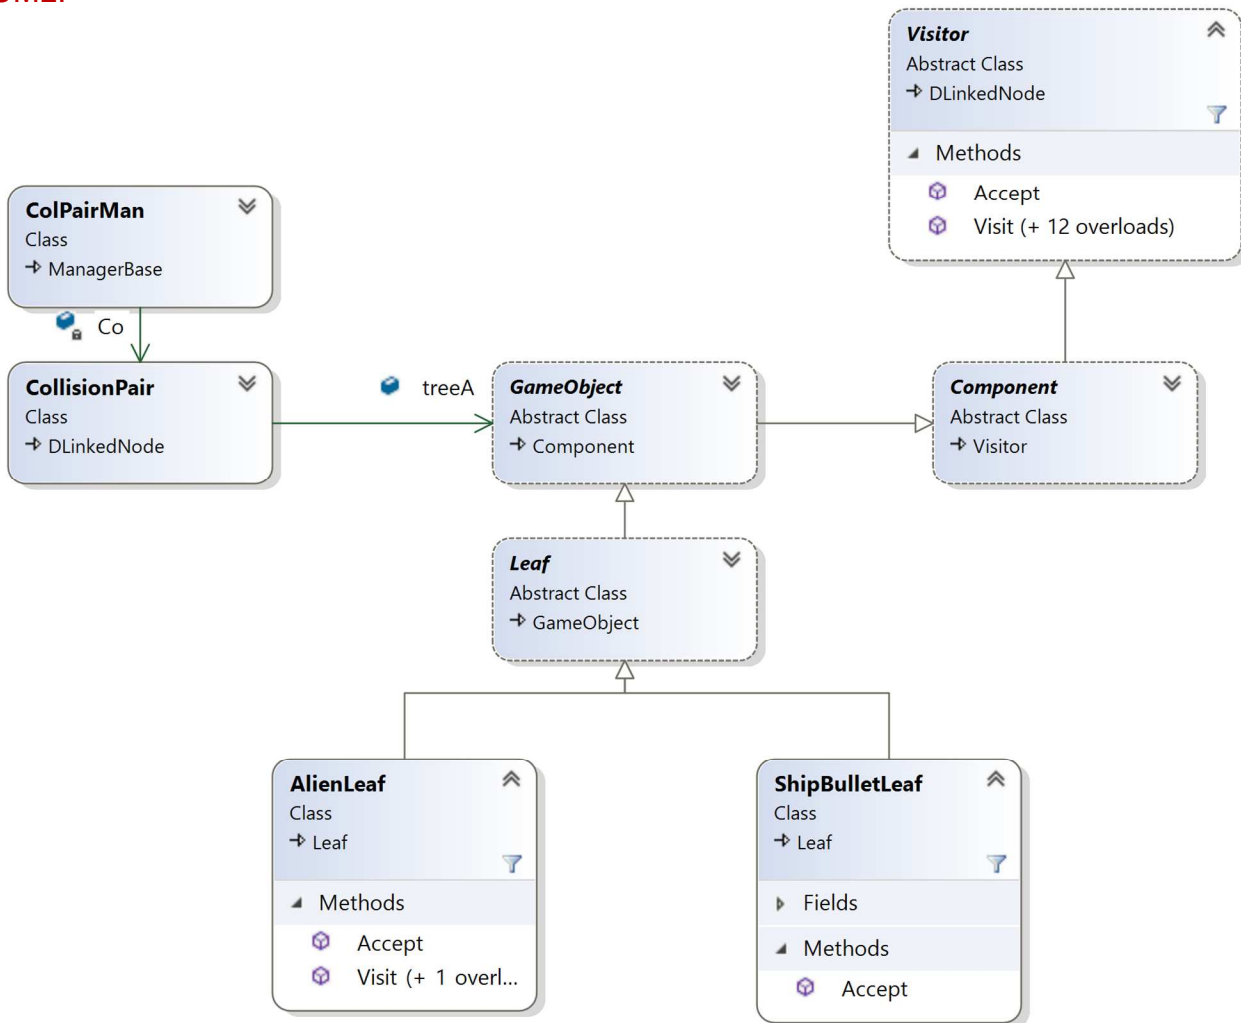 Visitor
Abstract Class
DLinkedNode
Methods
Accept
Visit (+ 12 overloads)
ColPairMan
Class
ManagerBase
Co
CollisionPair
Class
DLinkedNode
treeA
GameObject
Abstract Class
Component
Component
Abstract Class
Visitor
Leaf
Abstract Class
GameObject
AlienLeaf
Class
Leaf
Methods
Accept
Visit (+ 1 overl...
ShipBulletLeaf
Class
Leaf
Fields
Methods
Accept